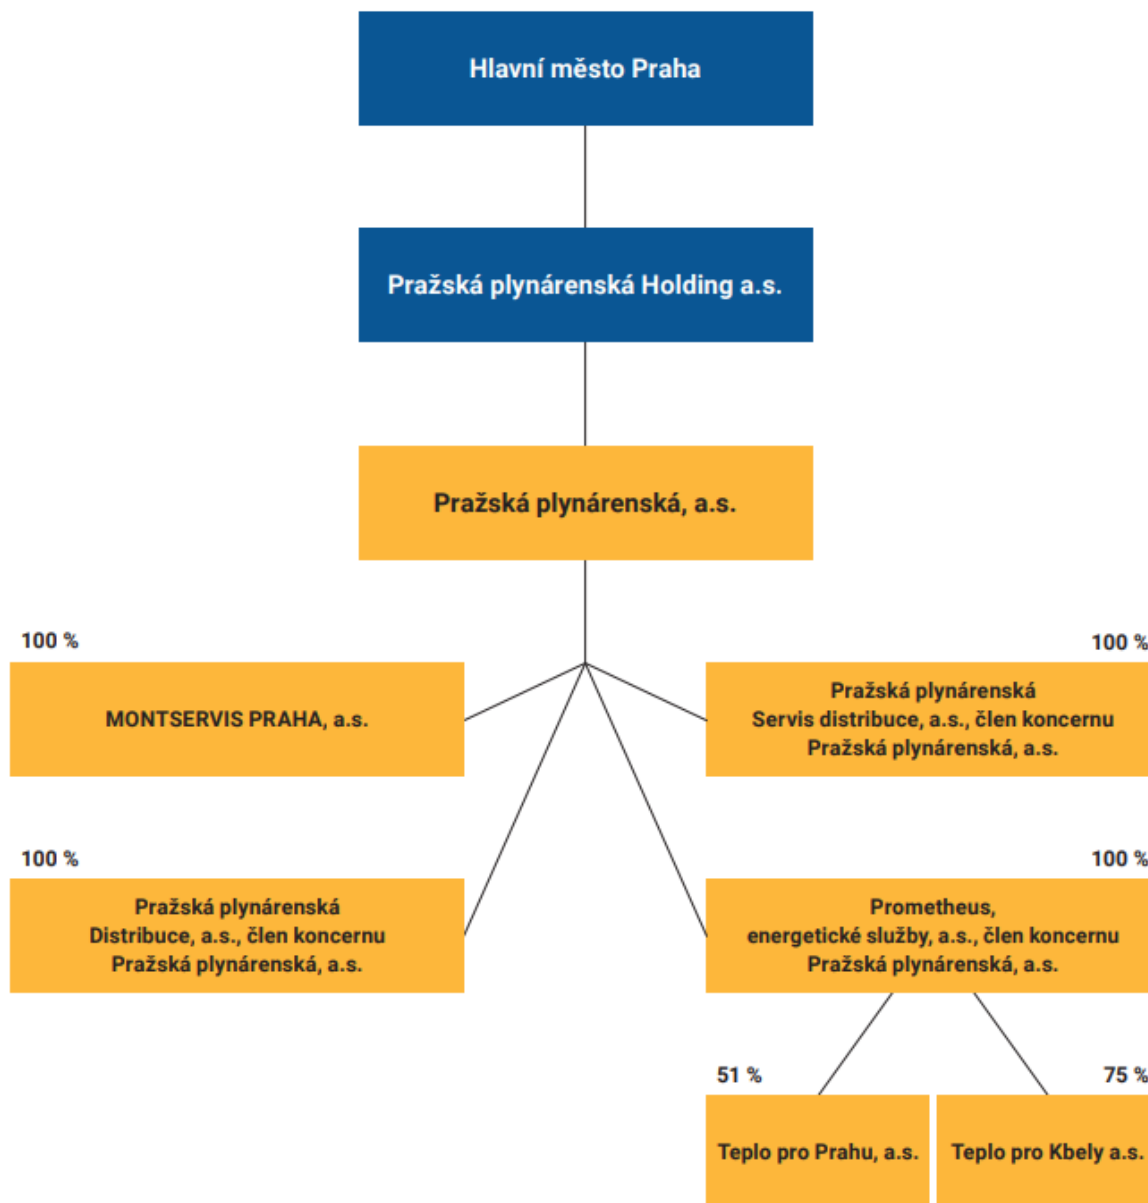 Hlavní město Praha
Pražská plynárenská Holding a.s.
Pražská plynárenská, a.s.
100 %
MONTSERVIS PRAHA, a.s.
100 %
Pražská plynárenská
Servis distribuce, a.s., člen koncernu
Pražská plynárenská, a.s.
100 %
Pražská plynárenská
Distribuce, a.s., člen koncernu
Pražská plynárenská, a.s.
100 %
Prometheus,
energetické služby, a.s., člen koncernu
Pražská plynárenská, a.s.
51 %
Teplo pro Prahu, a.s.
75 %
Teplo pro Kbely a.s.